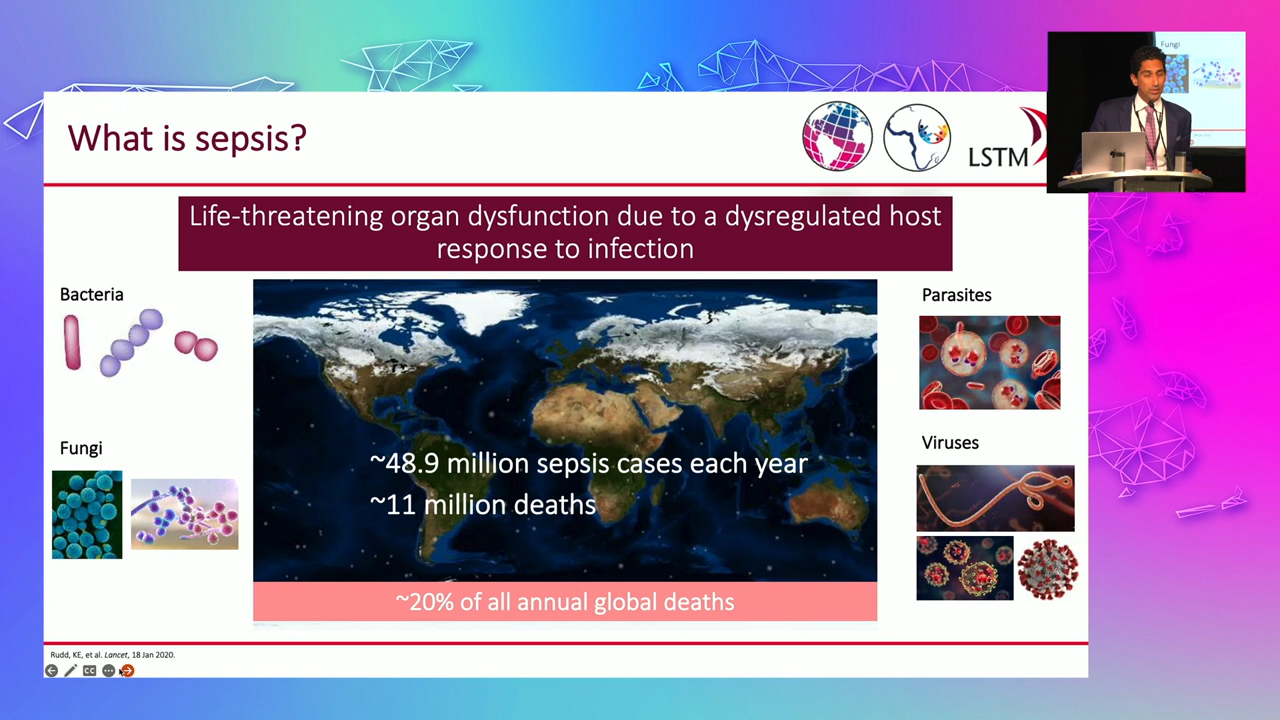 What is sepsis?
LSTM
Fungi
Life-threatening organ dysfunction due to a dysregulated host
response to infection
Bacteria
Parasites
Fungi
Viruses
~48.9 million sepsis cases each year
~11 million deaths
~20% of all annual global deaths
Rudd, KE, et al. Lancet, 18 Jan 2020.
CC